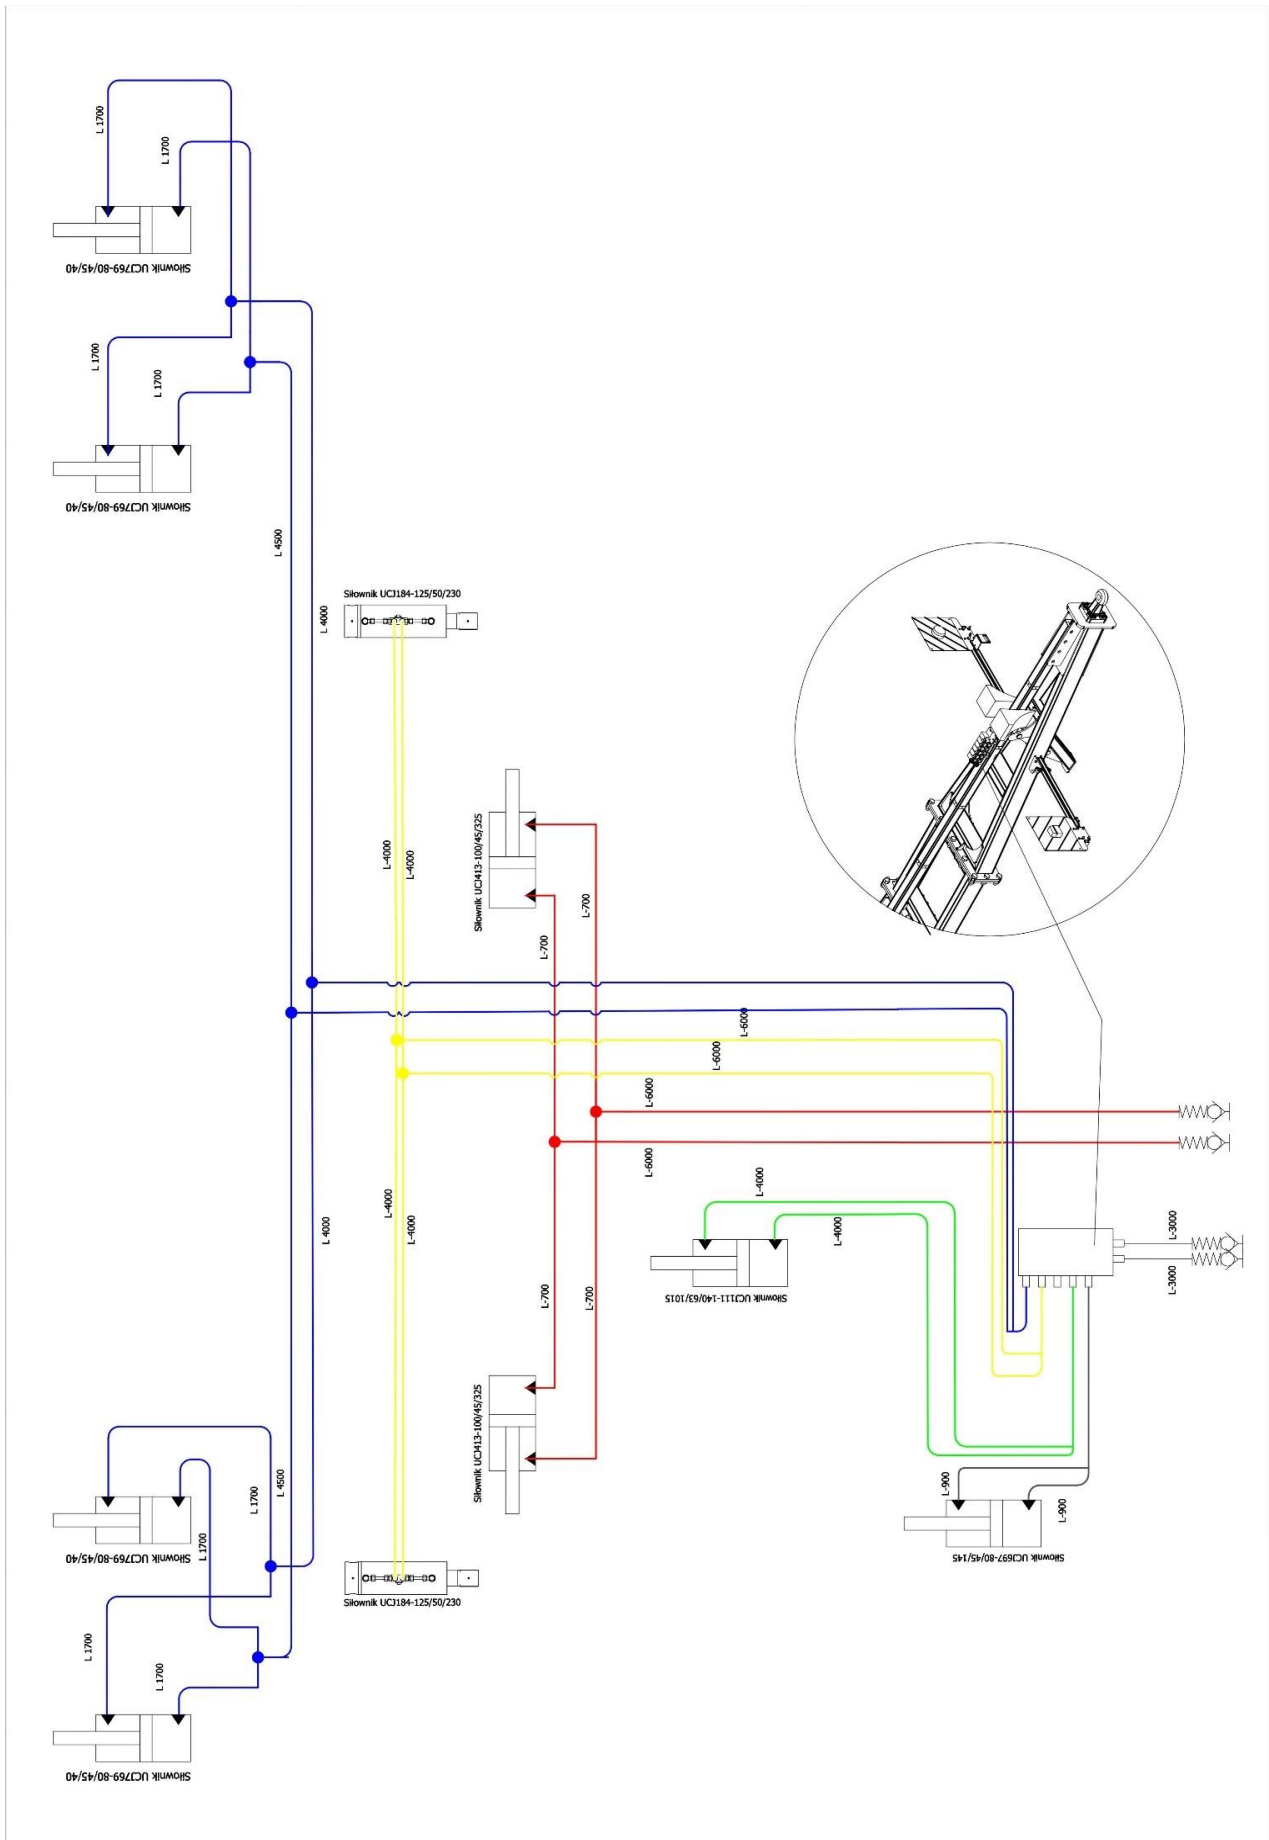 L 1700
L 1700
Siłownik UCJ769-80/45/40
L 1700
L 1700
Siłownik UCJ769-80/45/40
L 4500
L 4000
Siłownik UCJ184-125/50/230
L-4000
L-4000
Siłownik UCJ413-100/45/325
L-700
L-700
L-6000
L-6000
L-6000
L-6000
L-4000
L-4000
L-4000
L-4000
L 4000
L-3000
L-3000
Siłownik UCJ111-140/63/1015
L-700
L-700
Siłownik UCJ413-100/45/325
L 4500
L 1700
L 1700
Siłownik UCJ769-80/45/40
L-900
L-900
Siłownik UCJ697-80/45/145
Siłownik UCJ184-125/50/230
L 1700
L 1700
Siłownik UCJ769-80/45/40